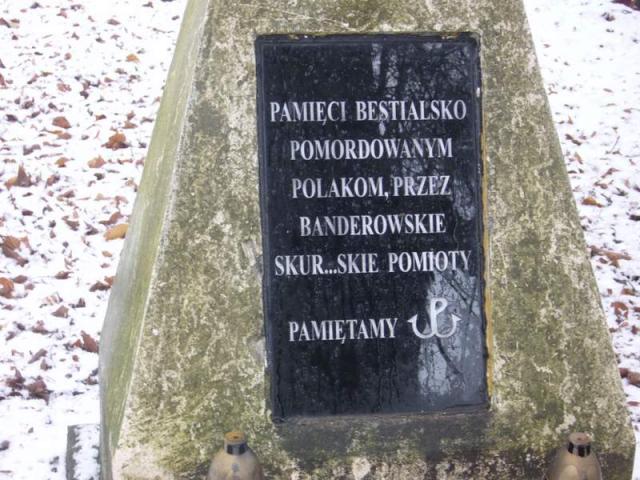 PAMIĘCI BESTIALSKO
POMORDOWANYM
POLAKOM, PRZEZ
BANDEROWSKIE
SKUR...SKIE POMIOTY
PAMIĘTAMY